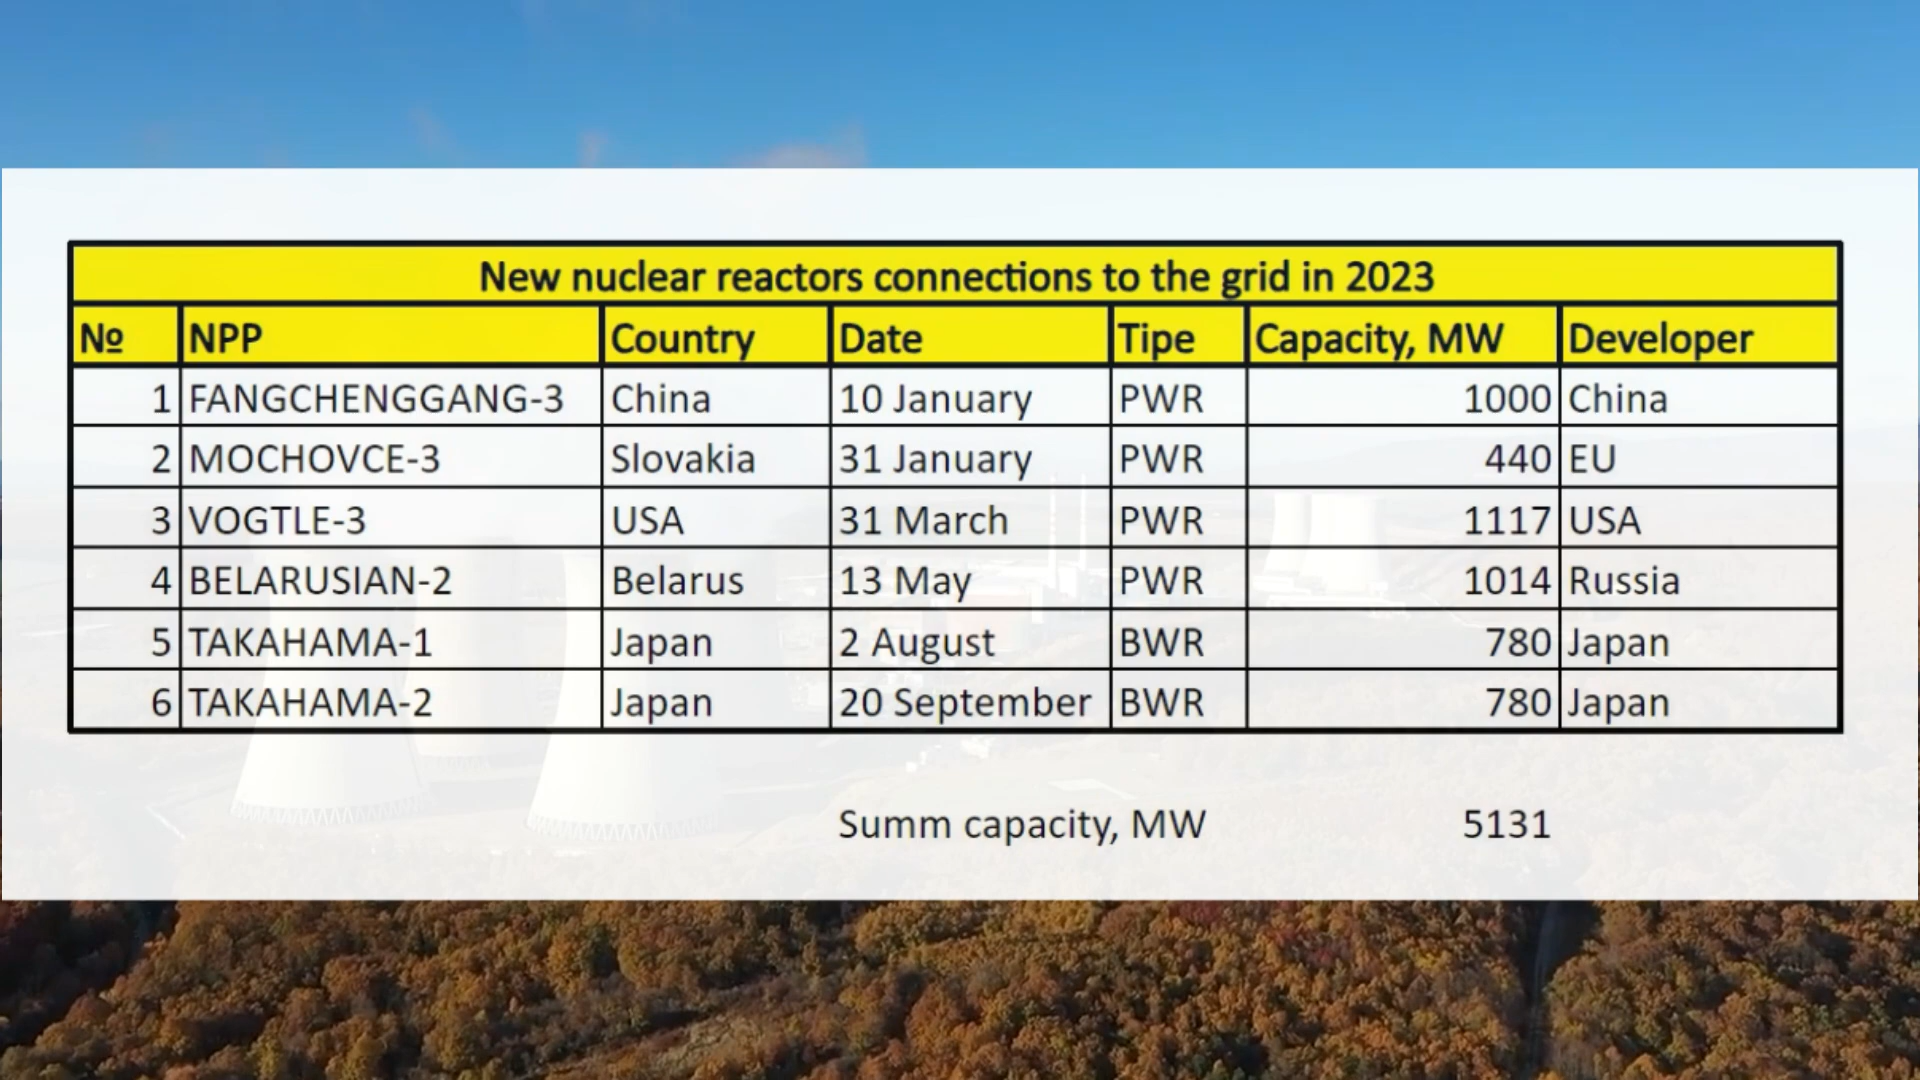 New nuclear reactors connections to the grid in 2023
№ NPP Country Date Tipe Capacity, MW Developer
1 FANGCHENGGANG-3 China 10 January PWR 1000 China
2 MOCHOVCE-3 Slovakia 31 January PWR 440 EU
3 VOGTLE-3 USA 31 March PWR 1117 USA
4 BELARUSIAN-2 Belarus 13 May PWR 1014 Russia
5 TAKAHAMA-1 Japan 2 August BWR 780 Japan
6 TAKAHAMA-2 Japan 20 September BWR 780 Japan
Summ capacity, MW 5131